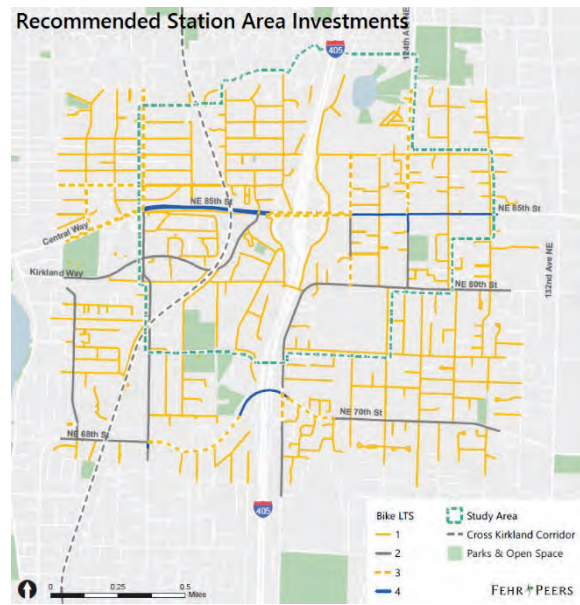 Recommended Station Area Investments
405
124th Ave NE
NE 85th St
NE 85th St
Central Way
Kirkland Way
NE 80th St
132nd Ave NE
NE 70th St
NE 68th St
405
Bike LTS
1
2
3
4
Study Area
Cross Kirkland Corridor
Parks & Open Space
0 0.25 0.5
Miles
FEHR PEERS